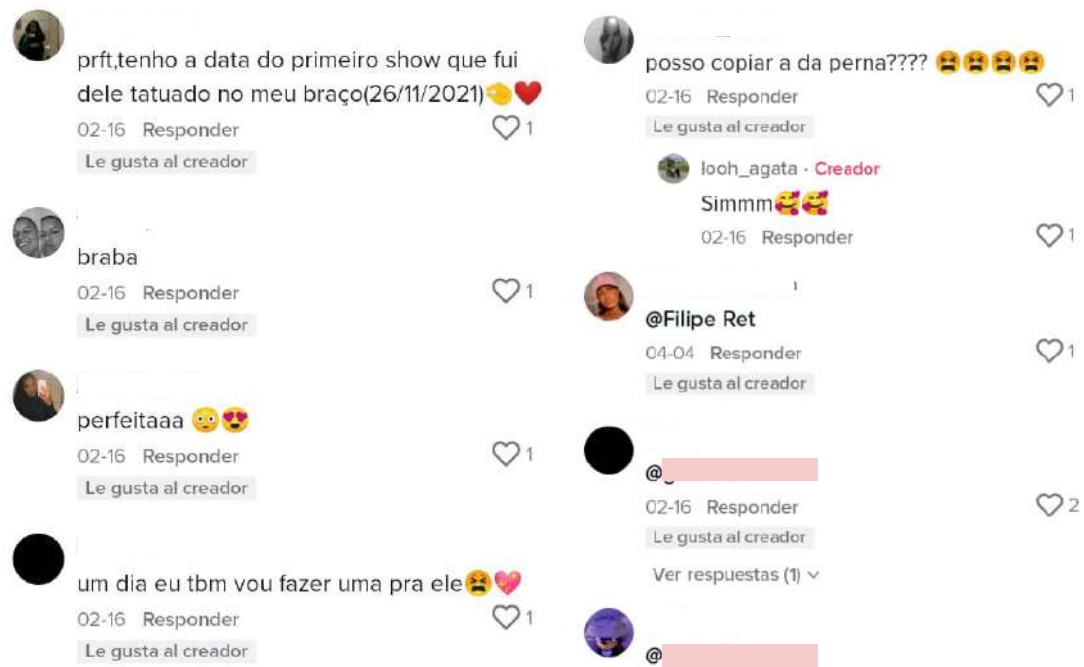 prft,tenho a data do primeiro show que fui
dele tatuado no meu braço(26/11/2021)🤏❤️
02-16 Responder
1
Le gusta al creador
braba
02-16 Responder
1
Le gusta al creador
perfeitaaa 😳😍
02-16 Responder
1
Le gusta al creador
um dia eu tbm vou fazer uma pra ele😫💖
02-16 Responder
1
Le gusta al creador
posso copiar a da perna???? 😫😫😫😫
02-16 Responder
1
Le gusta al creador
looh_agata · Creador
Simmm🥰🥰
02-16 Responder
1
@Filipe Ret
04-04 Responder
1
Le gusta al creador
@
02-16 Responder
2
Le gusta al creador
Ver respuestas (1)
@